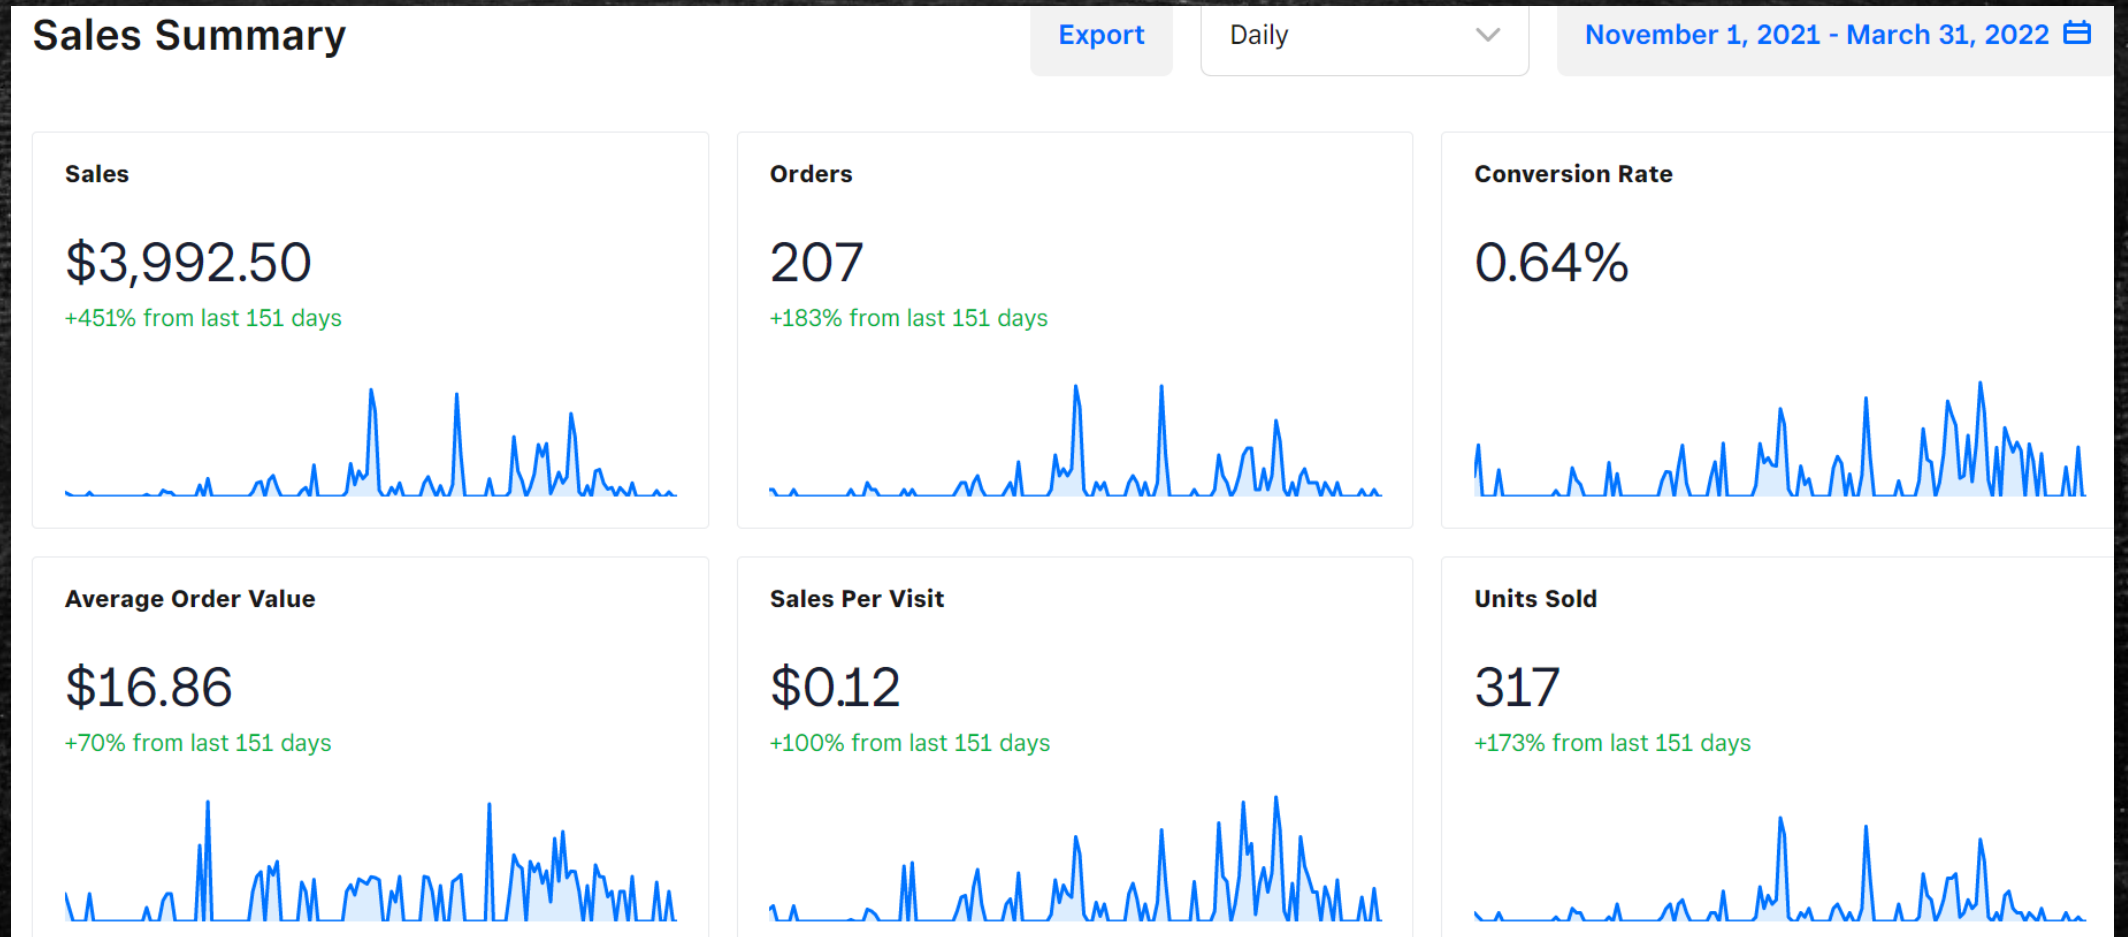 Sales Summary
Export
Daily
November 1, 2021 - March 31, 2022
Sales
$3,992.50
+451% from last 151 days
Orders
207
+183% from last 151 days
Conversion Rate
0.64%
Average Order Value
$16.86
+70% from last 151 days
Sales Per Visit
$0.12
+100% from last 151 days
Units Sold
317
+173% from last 151 days